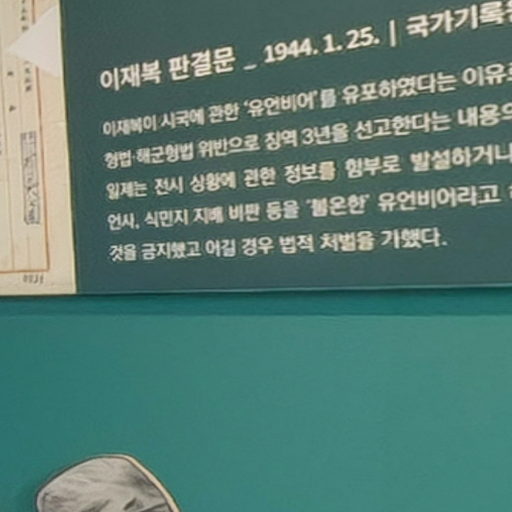 이재복 판결문 _ 1944. 1. 25. | 국가기록원
이재복이 시국에 관한 '유언비어'를 유포하였다는 이유로
형법·해군형법 위반으로 징역 3년을 선고한다는 내용의
일제는 전시 상황에 관한 정보를 함부로 발설하거나
언사, 식민지 지배 비판 등을 '불온한' 유언비어라고
것을 금지했고 어길 경우 법적 처벌을 가했다.